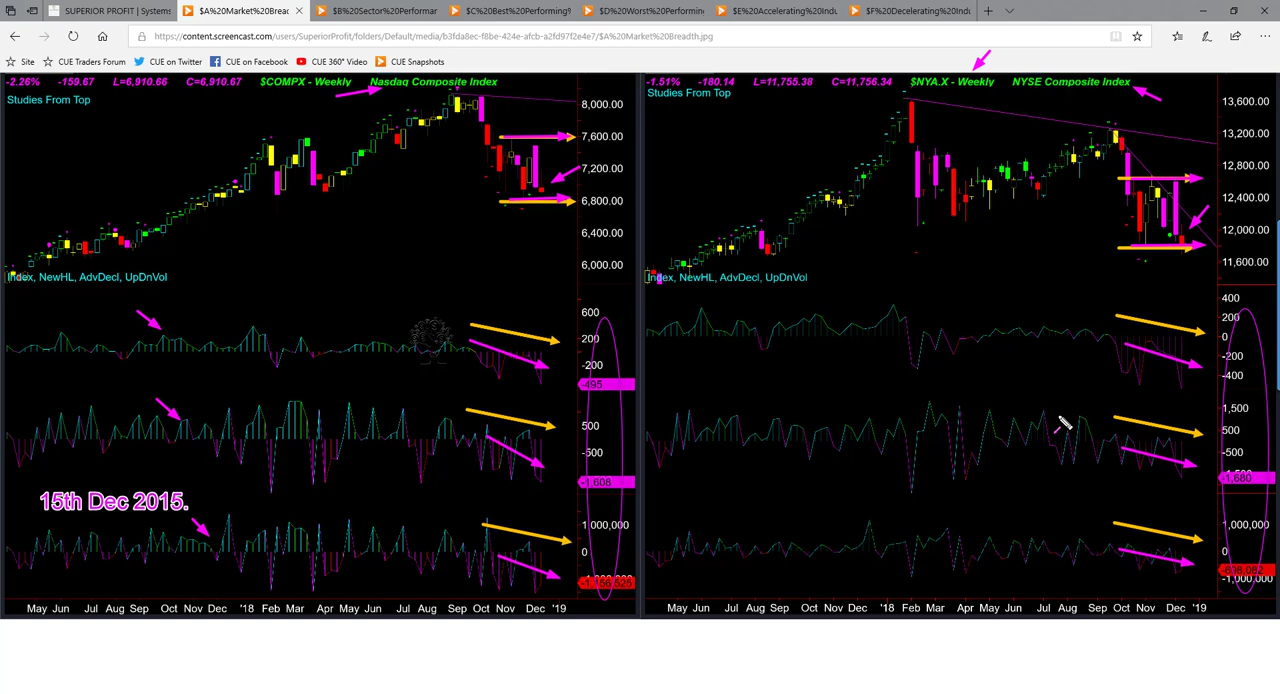 SUPERIOR PROFIT | Systems
$A%20Market%20Bread
$B%20Sector%20Performar
$C%20Best%20Performing9
$D%20Worst%20Performin
$E%20Accelerating%20Indu
$F%20Decelerating%20Indu
https://content.screencast.com/users/SuperiorProfit/folders/Default/media/b3fda8ec-f8be-424e-afcb-a2fd97f2e4e7/$A%20Market%20Breadth.jpg
Site
CUE Traders Forum
CUE on Twitter
CUE on Facebook
CUE 360° Video
CUE Snapshots
-2.26% -159.67 L=6,910.66 C=6,910.67 $COMPX - Weekly Nasdaq Composite Index
Studies From Top
8,000.00
7,600.00
7,200.00
6,800.00
6,400.00
6,000.00
Index, NewHL, AdvDecl, UpDnVol
600
200
-200
-495
500
-500
-1,608
15th Dec 2015.
1,000,000
0
-1,166,525
May Jun Jul Aug Sep Oct Nov Dec '18 Feb Mar Apr May Jun Jul Aug Sep Oct Nov Dec '19
-1.51% -180.14 L=11,755.38 C=11,756.34 $NYA.X - Weekly NYSE Composite Index
Studies From Top
13,600.00
13,200.00
12,800.00
12,400.00
12,000.00
11,600.00
Index, NewHL, AdvDecl, UpDnVol
400
200
0
-200
-400
1,500
500
-500
-1,680
1,000,000
0
-1,000,000
May Jun Jul Aug Sep Oct Nov Dec '18 Feb Mar Apr May Jun Jul Aug Sep Oct Nov Dec '19